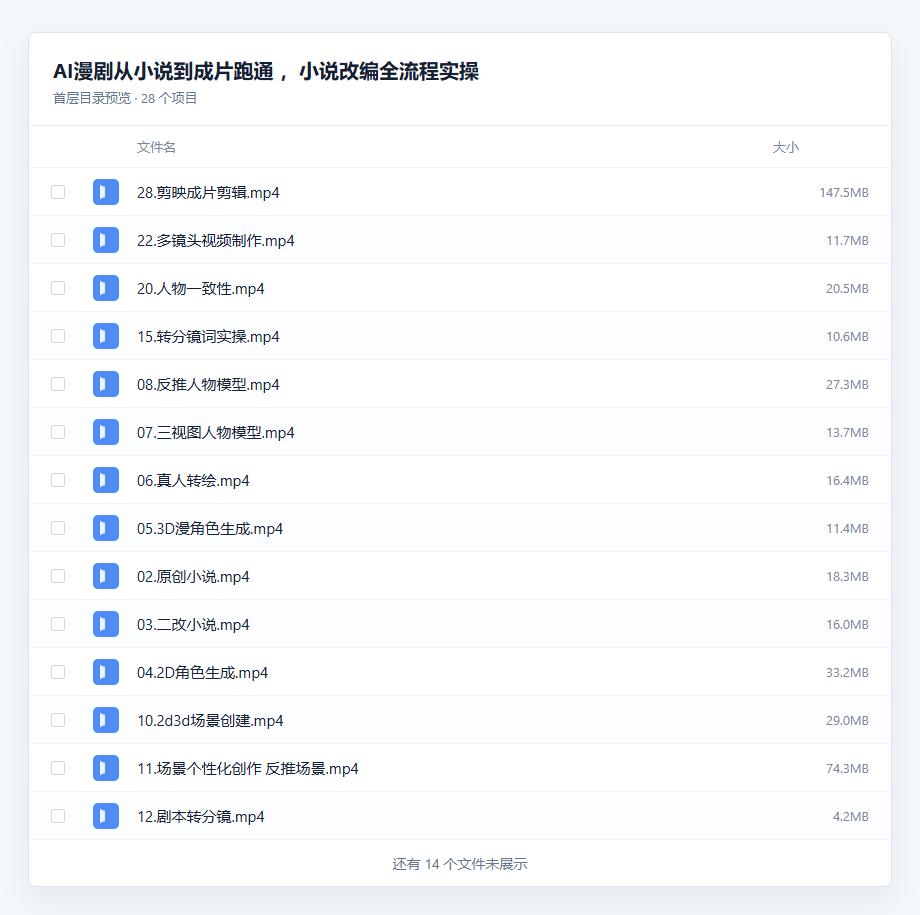 AI漫剧从小说到成片跑通 ，小说改编全流程实操
首层目录预览 · 28 个项目
文件名 大小
28.剪映成片剪辑.mp4 147.5MB
22.多镜头视频制作.mp4 11.7MB
20.人物一致性.mp4 20.5MB
15.转分镜词实操.mp4 10.6MB
08.反推人物模型.mp4 27.3MB
07.三视图人物模型.mp4 13.7MB
06.真人转绘.mp4 16.4MB
05.3D漫角色生成.mp4 11.4MB
02.原创小说.mp4 18.3MB
03.二改小说.mp4 16.0MB
04.2D角色生成.mp4 33.2MB
10.2d3d场景创建.mp4 29.0MB
11.场景个性化创作 反推场景.mp4 74.3MB
12.剧本转分镜.mp4 4.2MB
还有 14 个文件未展示